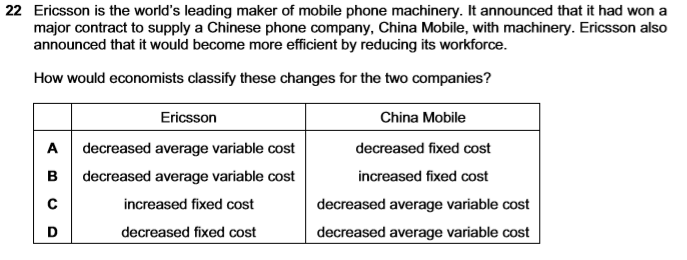 22 Ericsson is the world's leading maker of mobile phone machinery. It announced that it had won a
major contract to supply a Chinese phone company, China Mobile, with machinery. Ericsson also
announced that it would become more efficient by reducing its workforce.
How would economists classify these changes for the two companies?
Ericsson China Mobile
A decreased average variable cost decreased fixed cost
B decreased average variable cost increased fixed cost
C increased fixed cost decreased average variable cost
D decreased fixed cost decreased average variable cost